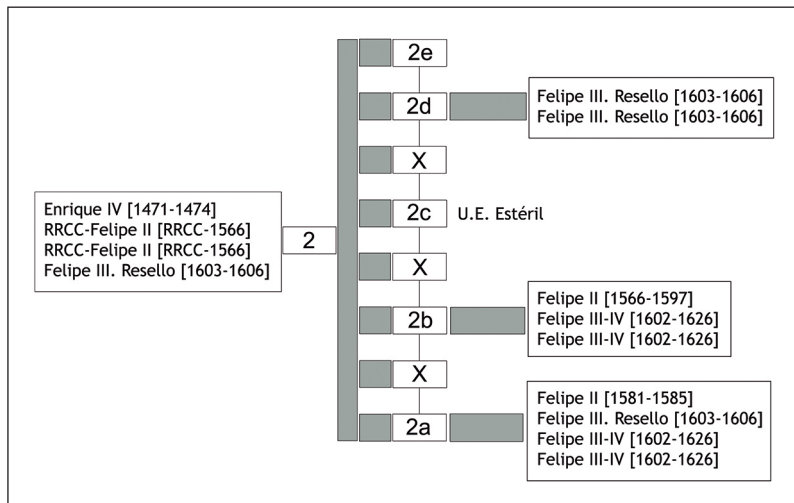 2e
2d
Felipe III. Resello [1603-1606]
Felipe III. Resello [1603-1606]
X
Enrique IV [1471-1474]
RRCC-Felipe II [RRCC-1566]
RRCC-Felipe II [RRCC-1566]
Felipe III. Resello [1603-1606]
2
2c
U.E. Estéril
X
2b
Felipe II [1566-1597]
Felipe III-IV [1602-1626]
Felipe III-IV [1602-1626]
X
2a
Felipe II [1581-1585]
Felipe III. Resello [1603-1606]
Felipe III-IV [1602-1626]
Felipe III-IV [1602-1626]